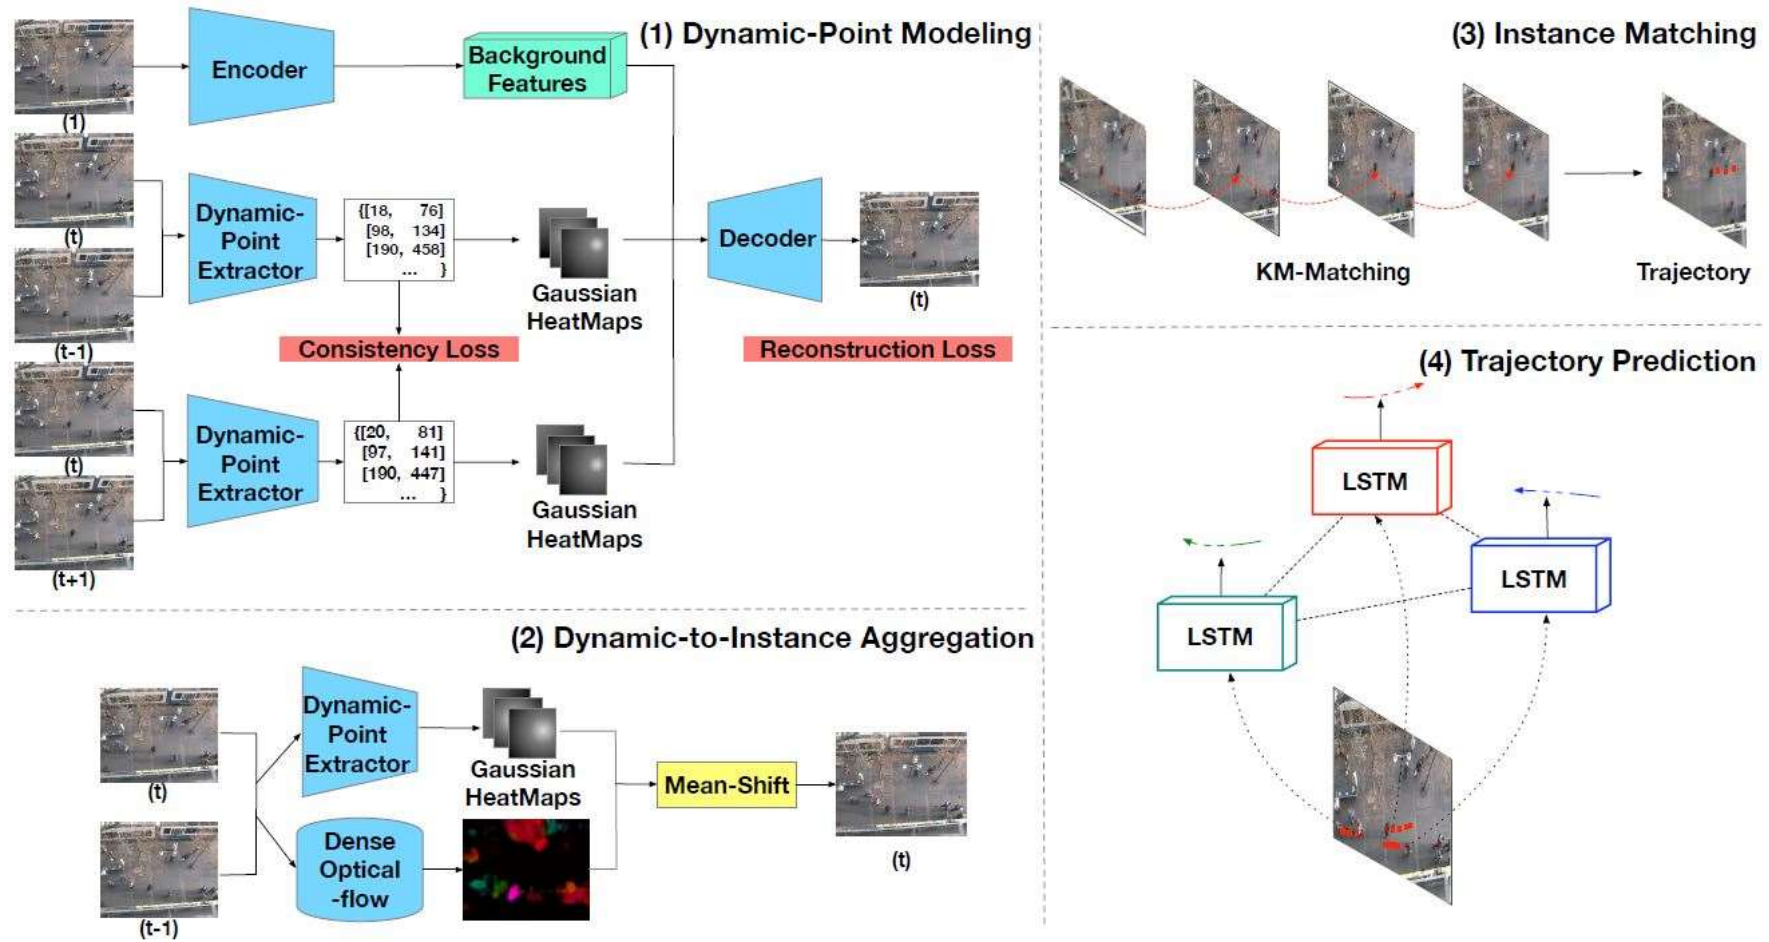 (1) Dynamic-Point Modeling
Encoder
Background
Features
(1)
(t)
(t-1)
Dynamic-
Point
Extractor
{[18, 76]
[98, 134]
[190, 458]
... }
Gaussian
HeatMaps
Decoder
(t)
Consistency Loss
Reconstruction Loss
(t)
(t+1)
Dynamic-
Point
Extractor
{[20, 81]
[97, 141]
[190, 447]
... }
Gaussian
HeatMaps
(2) Dynamic-to-Instance Aggregation
(t)
(t-1)
Dynamic-
Point
Extractor
Gaussian
HeatMaps
Dense
Optical
-flow
Mean-Shift
(t)
(3) Instance Matching
KM-Matching
Trajectory
(4) Trajectory Prediction
LSTM
LSTM
LSTM